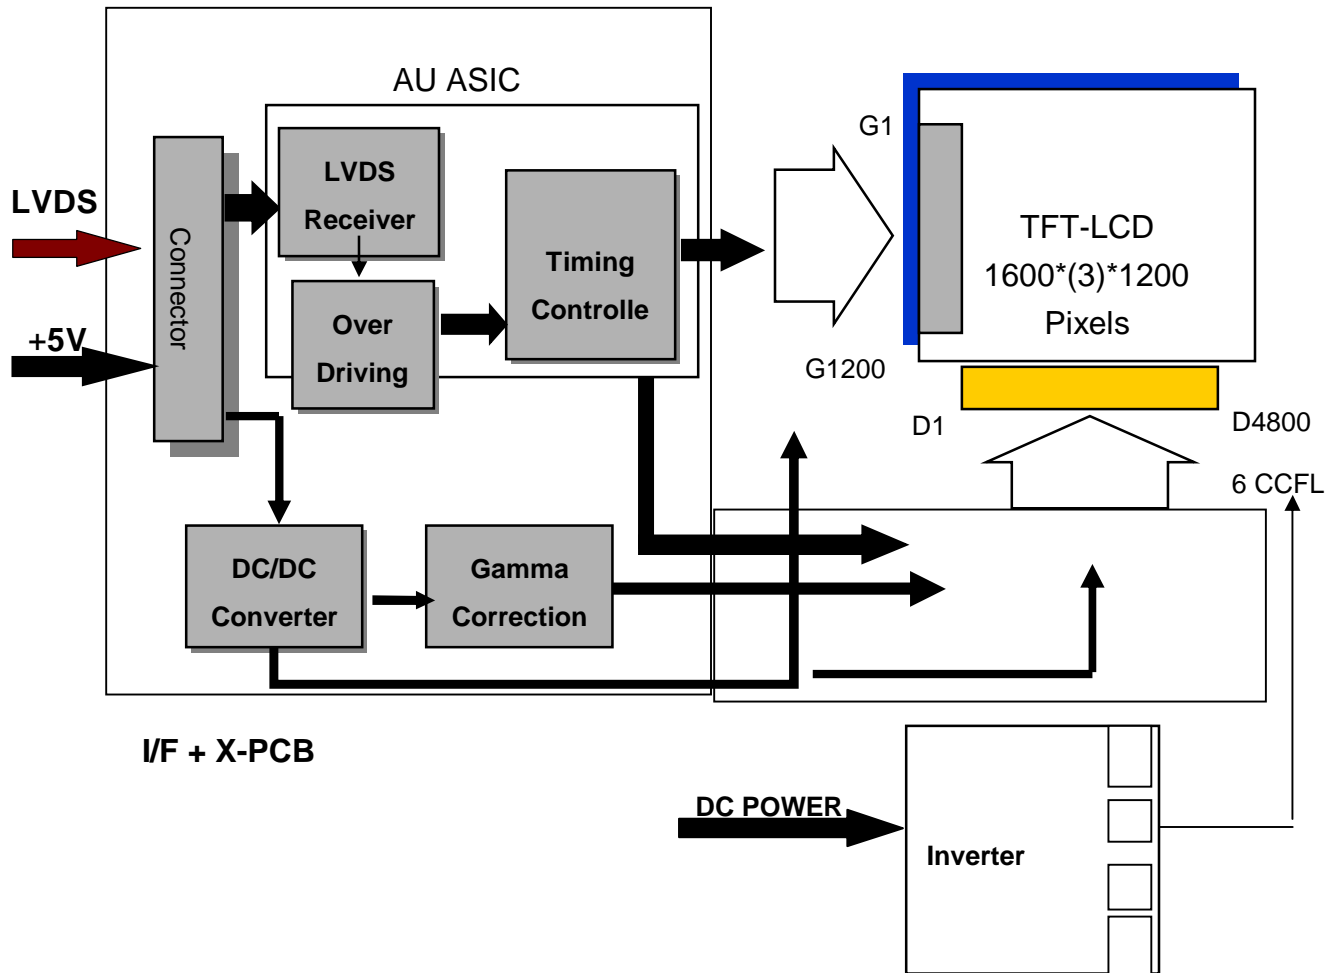 AU ASIC
G1
LVDS
Receiver
LVDS
Connector
TFT-LCD
1600*(3)*1200
Pixels
Timing
Controlle
Over
Driving
+5V
G1200
D1
D4800
6 CCFL
DC/DC
Converter
Gamma
Correction
I/F + X-PCB
DC POWER
Inverter